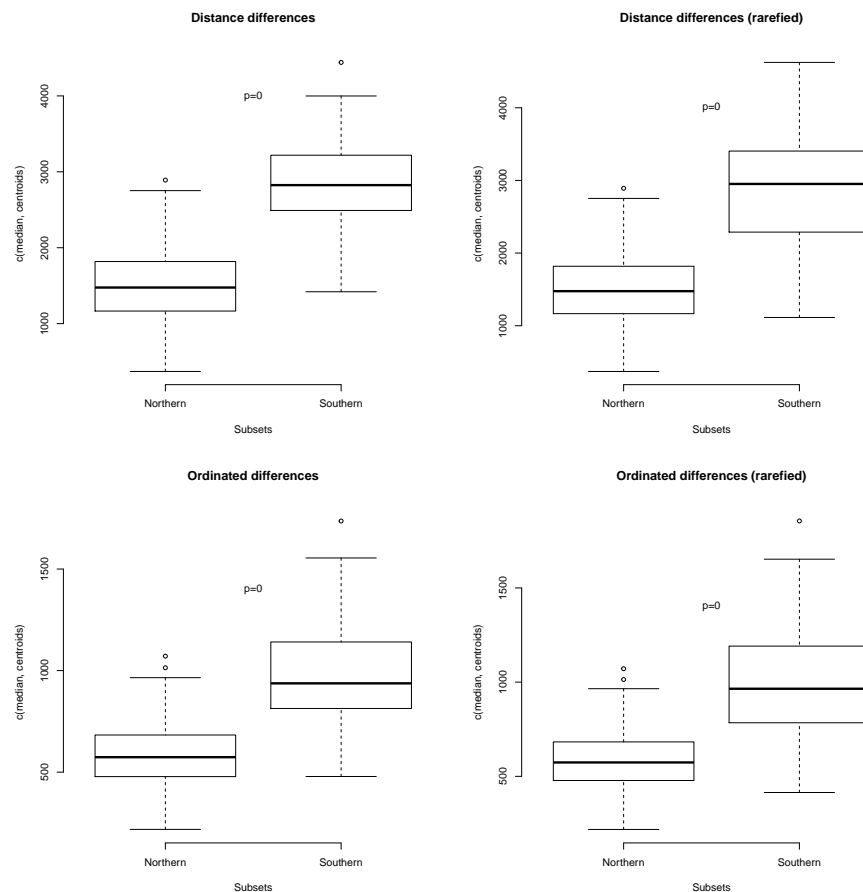 Distance differences
p=0
c(median, centroids)
4000
3000
2000
1000
Northern
Southern
Subsets
Distance differences (rarefied)
p=0
c(median, centroids)
4000
3000
2000
1000
Northern
Southern
Subsets
Ordinated differences
p=0
c(median, centroids)
1500
1000
500
Northern
Southern
Subsets
Ordinated differences (rarefied)
p=0
c(median, centroids)
1500
1000
500
Northern
Southern
Subsets